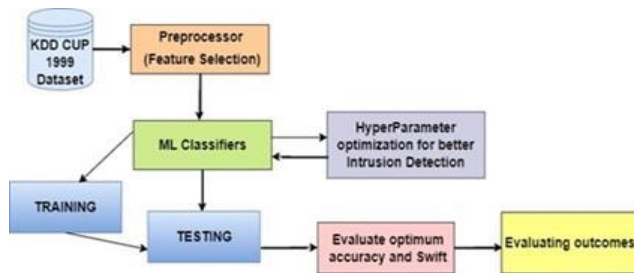 KDD CUP
1999
Dataset
Preprocessor
(Feature Selection)
ML Classifiers
HyperParameter
optimization for better
Intrusion Detection
TRAINING
TESTING
Evaluate optimum
accuracy and Swift
Evaluating outcomes